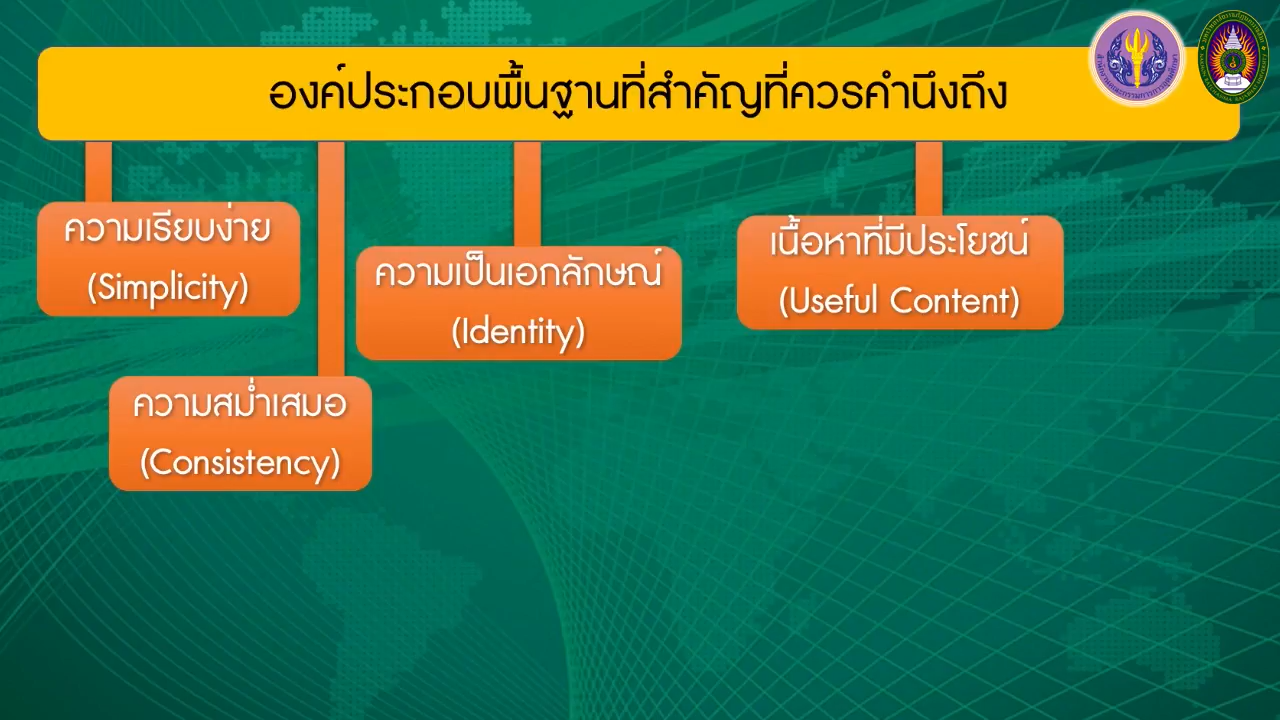 องค์ประกอบพื้นฐานที่สำคัญที่ควรคำนึงถึง
ความเรียบง่าย
(Simplicity)
ความเป็นเอกลักษณ์
(Identity)
เนื้อหาที่มีประโยชน์
(Useful Content)
ความสม่ำเสมอ
(Consistency)